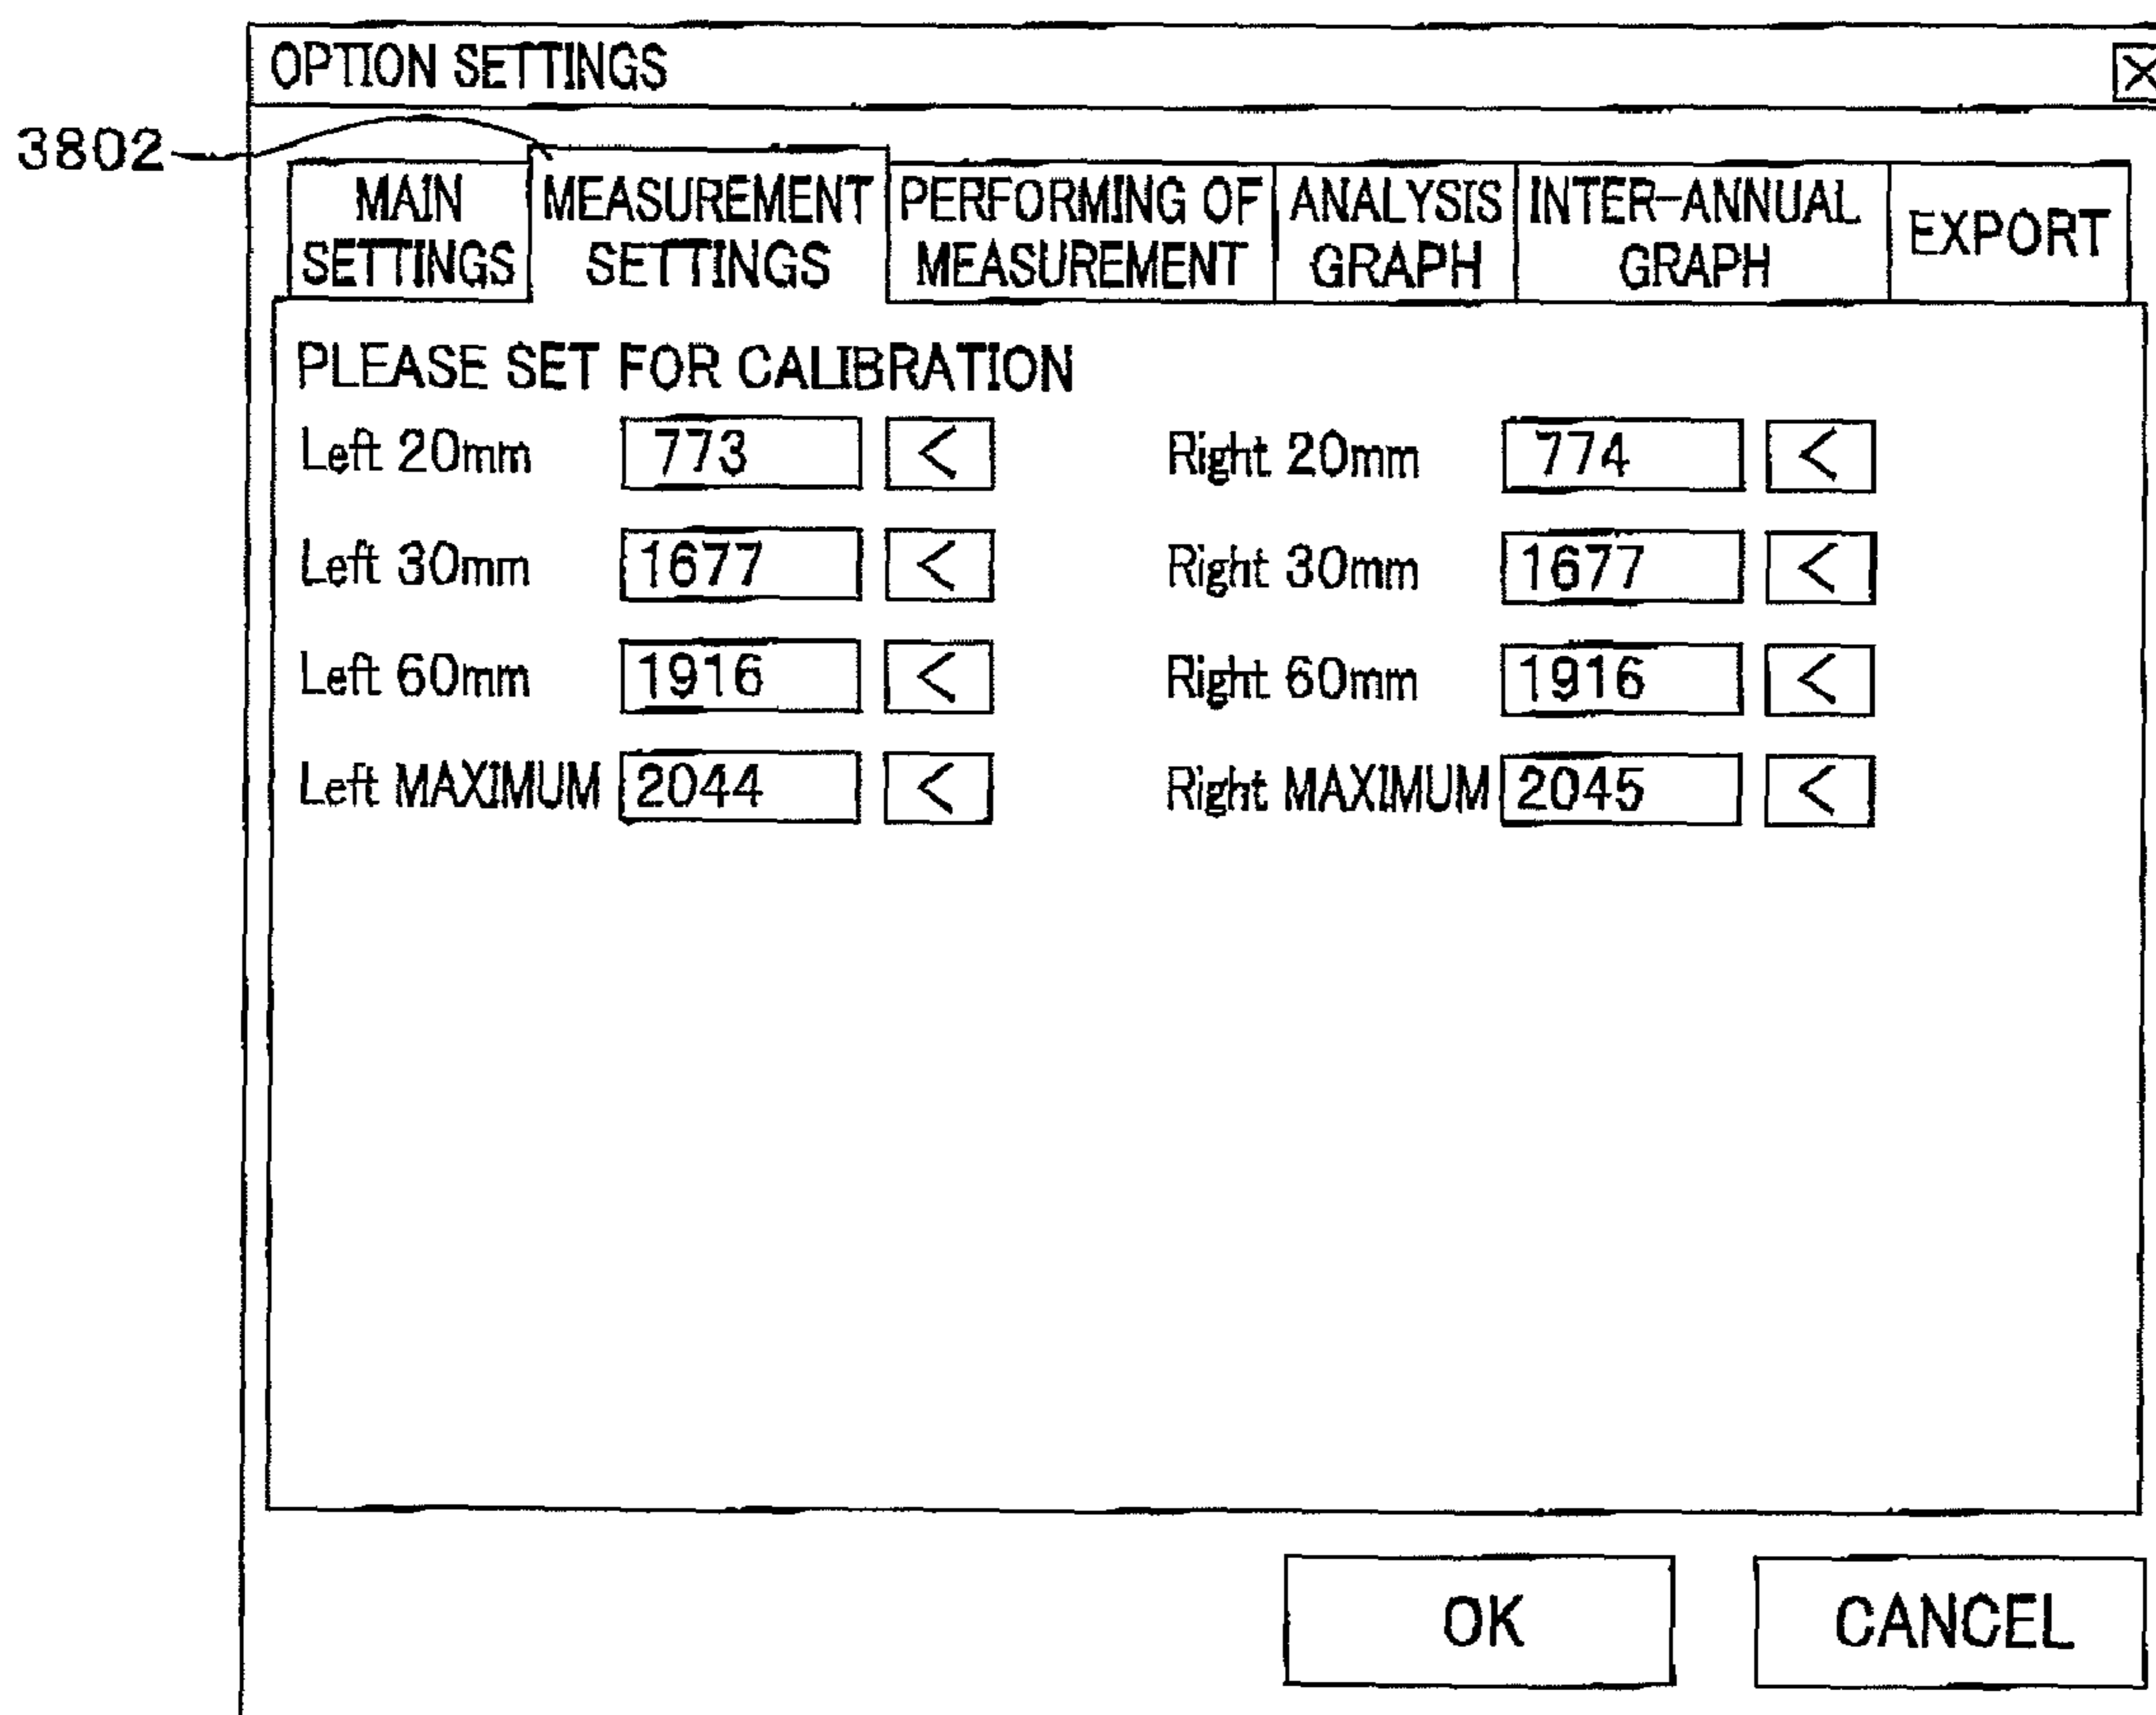 OPTION SETTINGS
3802
MAIN SETTINGS
MEASUREMENT SETTINGS
PERFORMING OF MEASUREMENT
ANALYSIS GRAPH
INTER-ANNUAL GRAPH
EXPORT
PLEASE SET FOR CALIBRATION
Left 20mm 773 < Right 20mm 774 <
Left 30mm 1677 < Right 30mm 1677 <
Left 60mm 1916 < Right 60mm 1916 <
Left MAXIMUM 2044 < Right MAXIMUM 2045 <
OK CANCEL